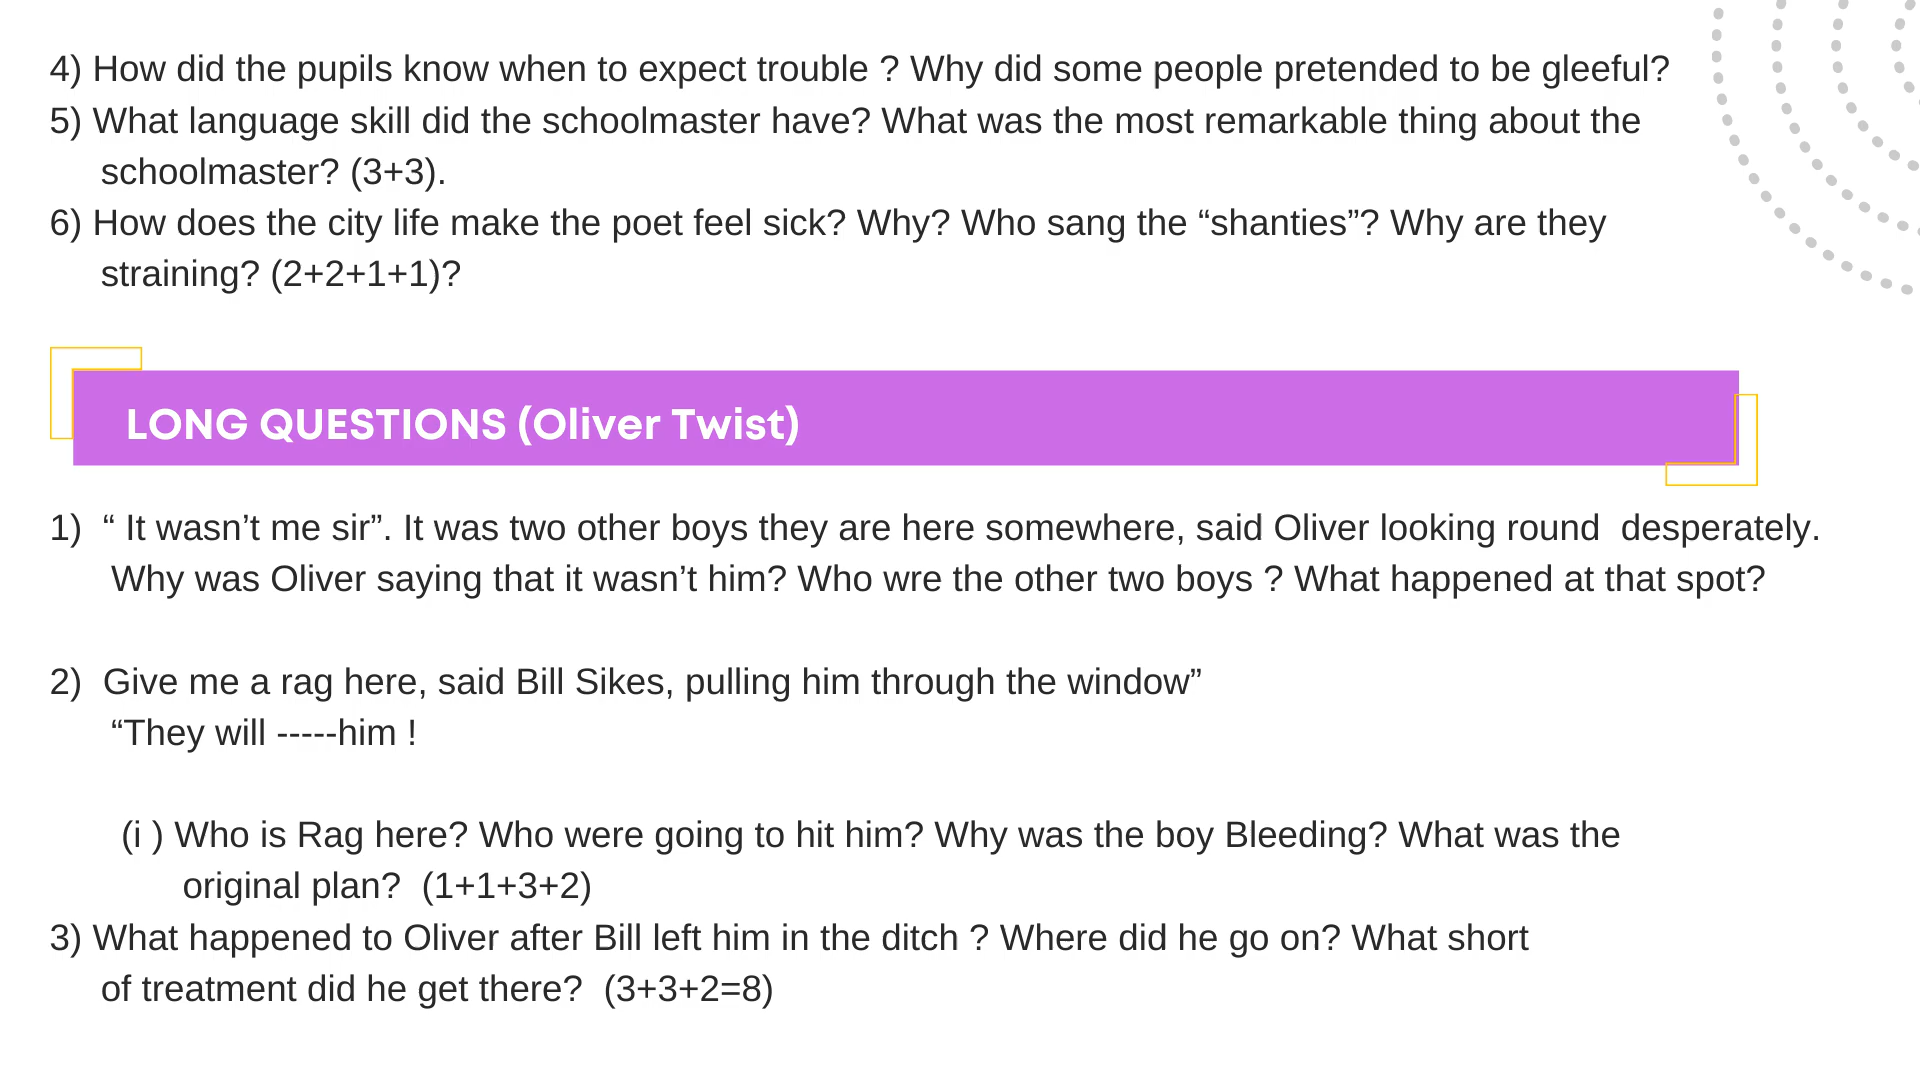 4) How did the pupils know when to expect trouble ? Why did some people pretended to be gleeful?
5) What language skill did the schoolmaster have? What was the most remarkable thing about the
schoolmaster? (3+3).
6) How does the city life make the poet feel sick? Why? Who sang the “shanties”? Why are they
straining? (2+2+1+1)?
LONG QUESTIONS (Oliver Twist)
1) “ It wasn’t me sir”. It was two other boys they are here somewhere, said Oliver looking round desperately.
Why was Oliver saying that it wasn’t him? Who wre the other two boys ? What happened at that spot?
2) Give me a rag here, said Bill Sikes, pulling him through the window”
“They will -----him !
(i ) Who is Rag here? Who were going to hit him? Why was the boy Bleeding? What was the
original plan? (1+1+3+2)
3) What happened to Oliver after Bill left him in the ditch ? Where did he go on? What short
of treatment did he get there? (3+3+2=8)